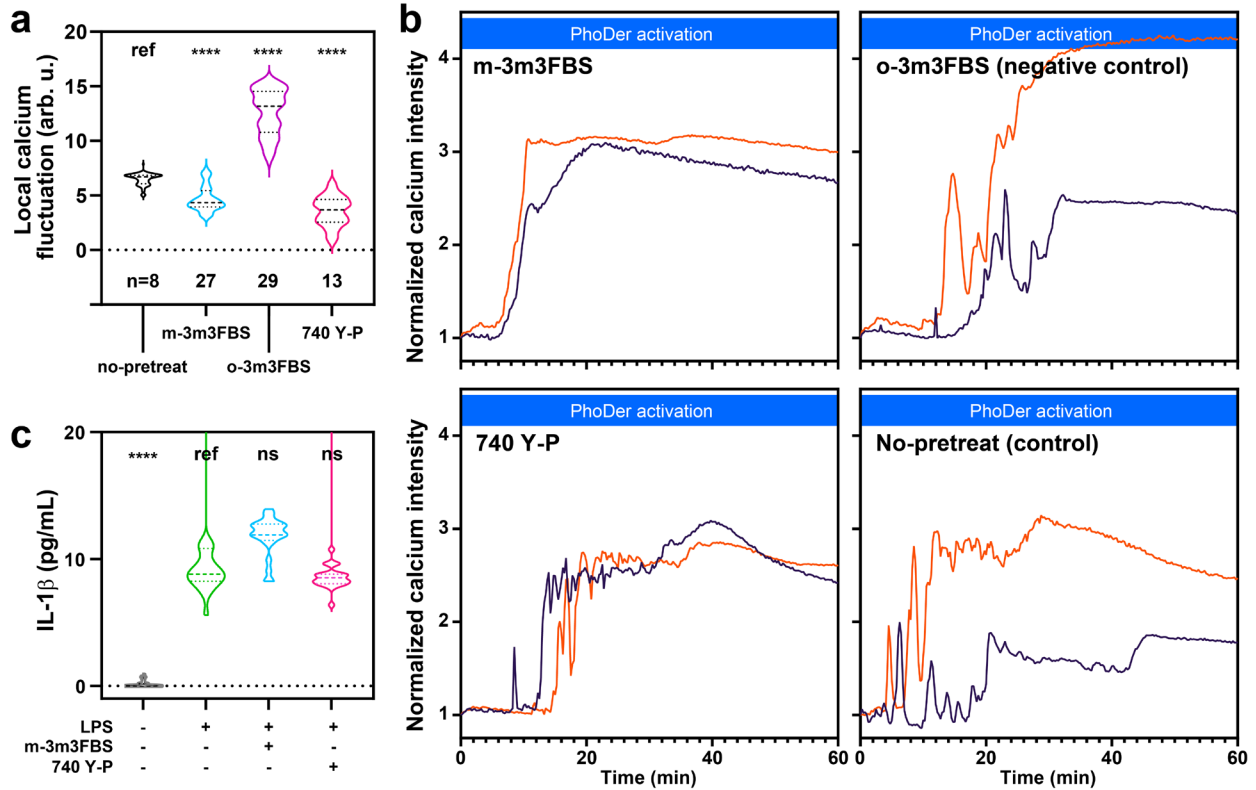 a
20
15
10
5
0
Local calcium
fluctuation (arb. u.)
ref
****
****
****
n=8
27
29
13
m-3m3FBS
740 Y-P
no-pretreat
o-3m3FBS
b
Normalized calcium intensity
4
3
2
1
PhoDer activation
m-3m3FBS
PhoDer activation
o-3m3FBS (negative control)
Normalized calcium intensity
4
3
2
1
PhoDer activation
740 Y-P
0
20
40
60
Time (min)
PhoDer activation
No-pretreat (control)
0
20
40
60
Time (min)
c
20
10
0
IL-1β (pg/mL)
****
ref
ns
ns
LPS - + + +
m-3m3FBS - - + -
740 Y-P - - - +